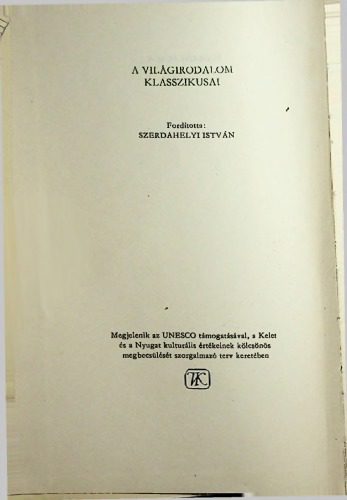 A VILÁGIRODALOM
KLASSZIKUSAI
Fordította:
SZERDAHELYI ISTVÁN
Megjelenik az UNESCO támogatásával, a Kelet
és a Nyugat kulturális értékeinek kölcsönös
megbecsülését szorgalmazó terv keretében
VK